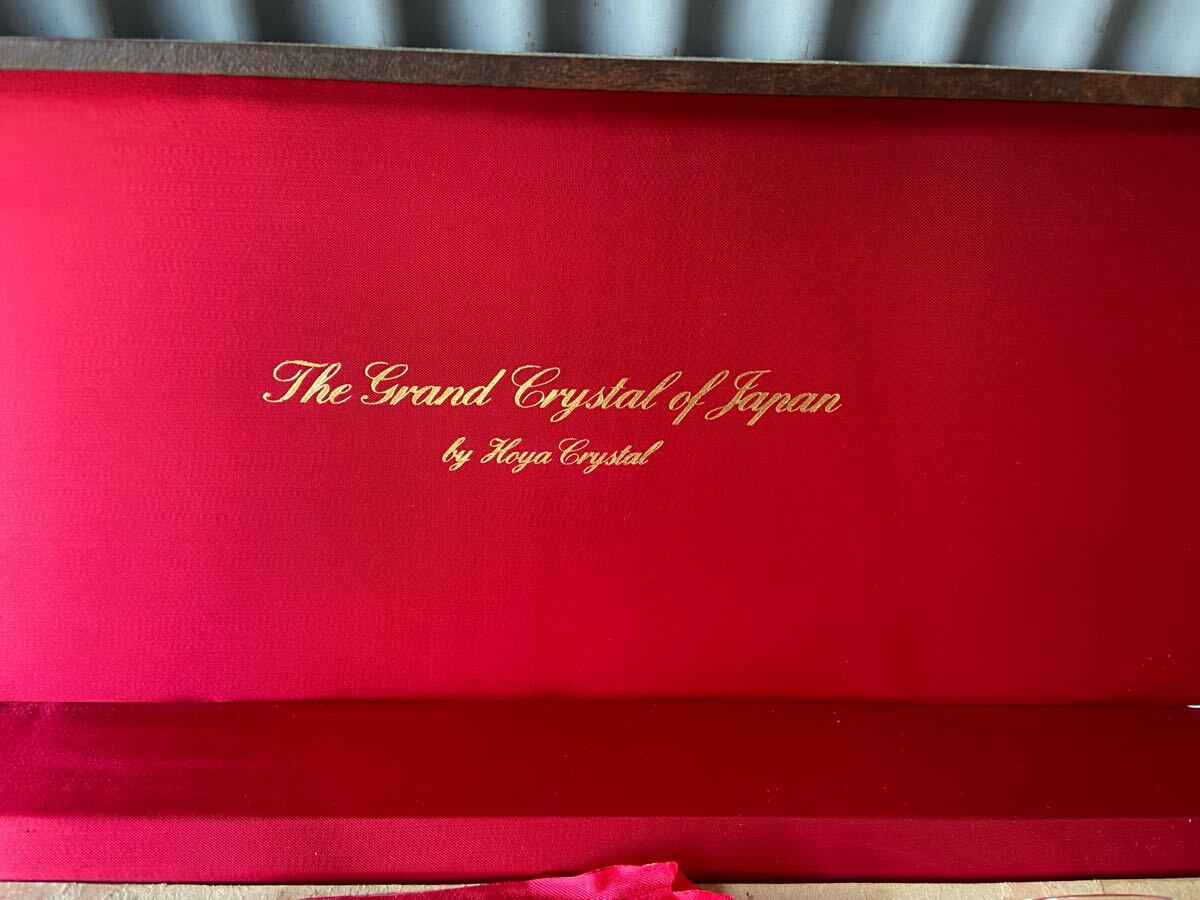 The Grand Crystal of Japan
by Hoya Crystal